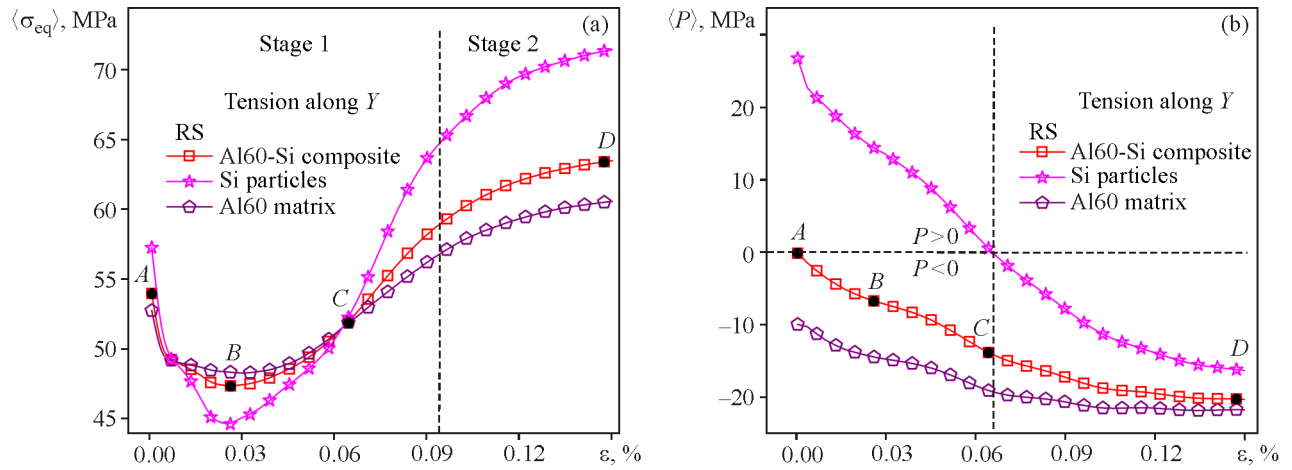 ⟨σeq⟩, MPa
(a)
Stage 1
Stage 2
70
65
60
55
50
45
Tension along Y
RS
Al60-Si composite
Si particles
Al60 matrix
A
B
C
D
0.00
0.03
0.06
0.09
0.12
ε, %
⟨P⟩, MPa
(b)
20
10
0
−10
−20
Tension along Y
RS
Al60-Si composite
Si particles
Al60 matrix
P>0
P<0
A
B
C
D
0.00
0.03
0.06
0.09
0.12
ε, %